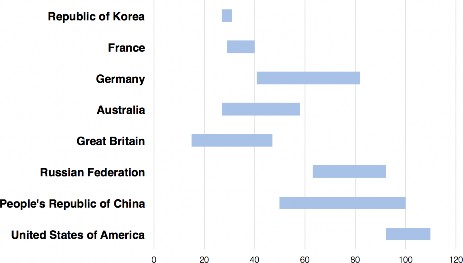 Republic of Korea
France
Germany
Australia
Great Britain
Russian Federation
People's Republic of China
United States of America
0 20 40 60 80 100 120